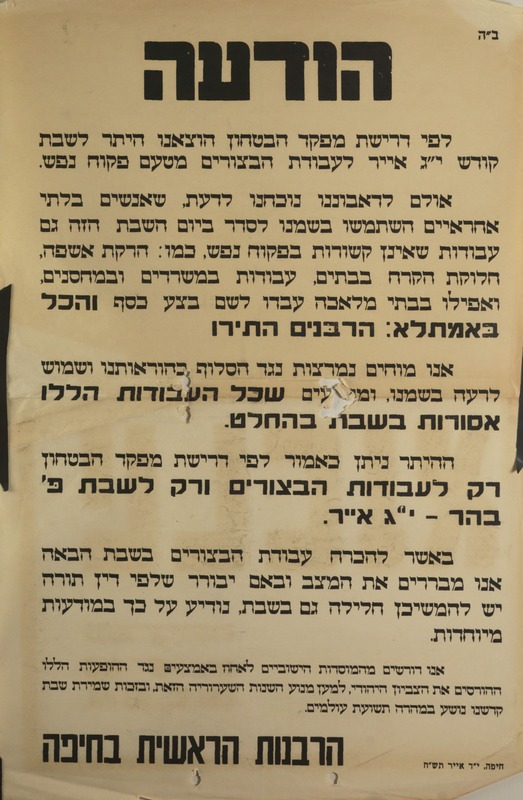 ב"ה
הודעה
לפי דרישת מפקד הבטחון הוצאנו היתר לשבת
קודש י"ג אייר לעבודת הבצורים מטעם פקוח נפש.
אולם לדאבוננו נוכחנו לדעת, שאנשים בלתי
אחראיים השתמשו בשמנו לסדר ביום השבת הזה גם
עבודות שאינן קשורות בפקוח נפש, כמו: הרקת אשפה,
חלוקת הקרח בבתים, עבודות במשרדים ובמחסנים,
ואפילו בבתי מלאכה עבדו לשם בצע כסף והכל
באמתלא: הרבנים התירו
אנו מוחים נמרצות נגד הסלוף בהוראותנו ושמוש
לרעה בשמנו, שכל העבודות הללו
אסורות בשבת בהחלט.
ההיתר ניתן כאמור לפי דרישת מפקד הבטחון
רק לעבודות הבצורים ורק לשבת פ'
בהר – י"ג אייר.
באשר להכרח עבודת הבצורים בשבת הבאה
אנו מבררים את המצב ובאם יבורר שלפי דין תורה
יש להמשיכן חלילה גם בשבת, נודיע על כך במודעות
מיוחדות.
אנו דורשים מהמוסדות הישוביים לאחוז באמצעים נגד ההופעות הללו
ההורסים את הצביון היהודי, למען מנוע השנות השערוריה הזאת, ובזכות שמירת שבת
קדשנו נושע במהרה תשועת עולמים.
הרבנות הראשית בחיפה
חיפה, י"ד אייר תש"ח